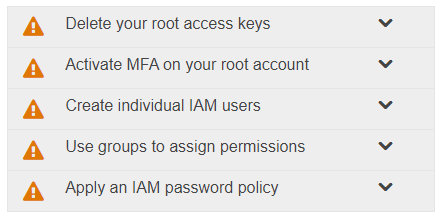 Delete your root access keys
Activate MFA on your root account
Create individual IAM users
Use groups to assign permissions
Apply an IAM password policy